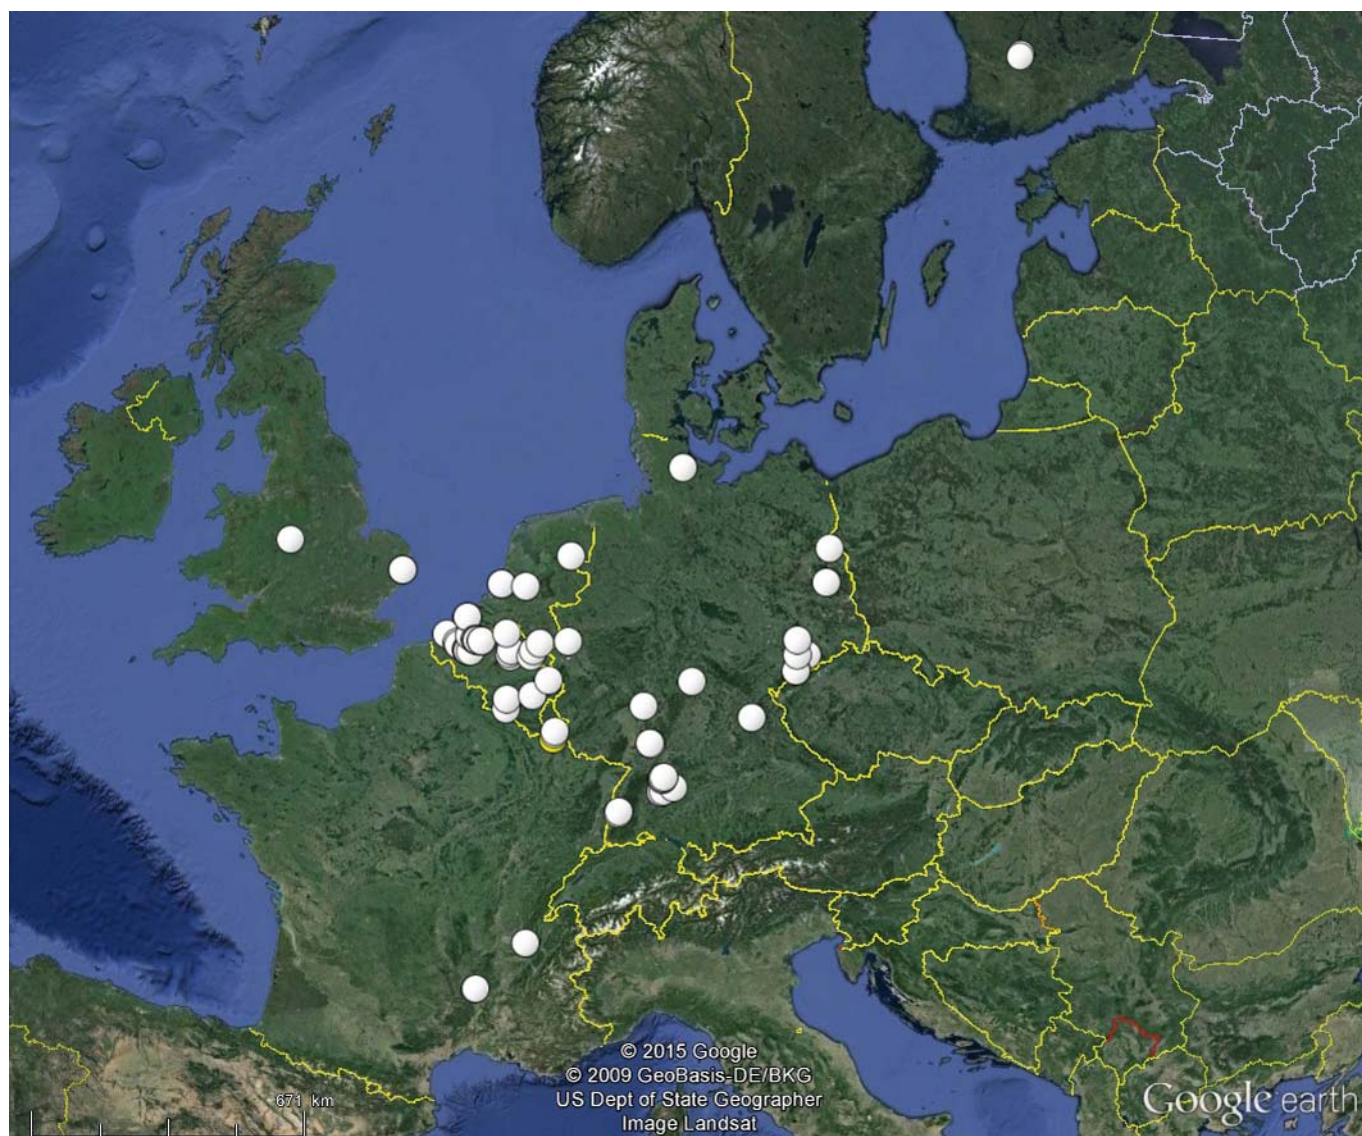 671 km
© 2015 Google
© 2009 GeoBasis-DE/BKG
US Dept of State Geographer
Image Landsat
Google earth